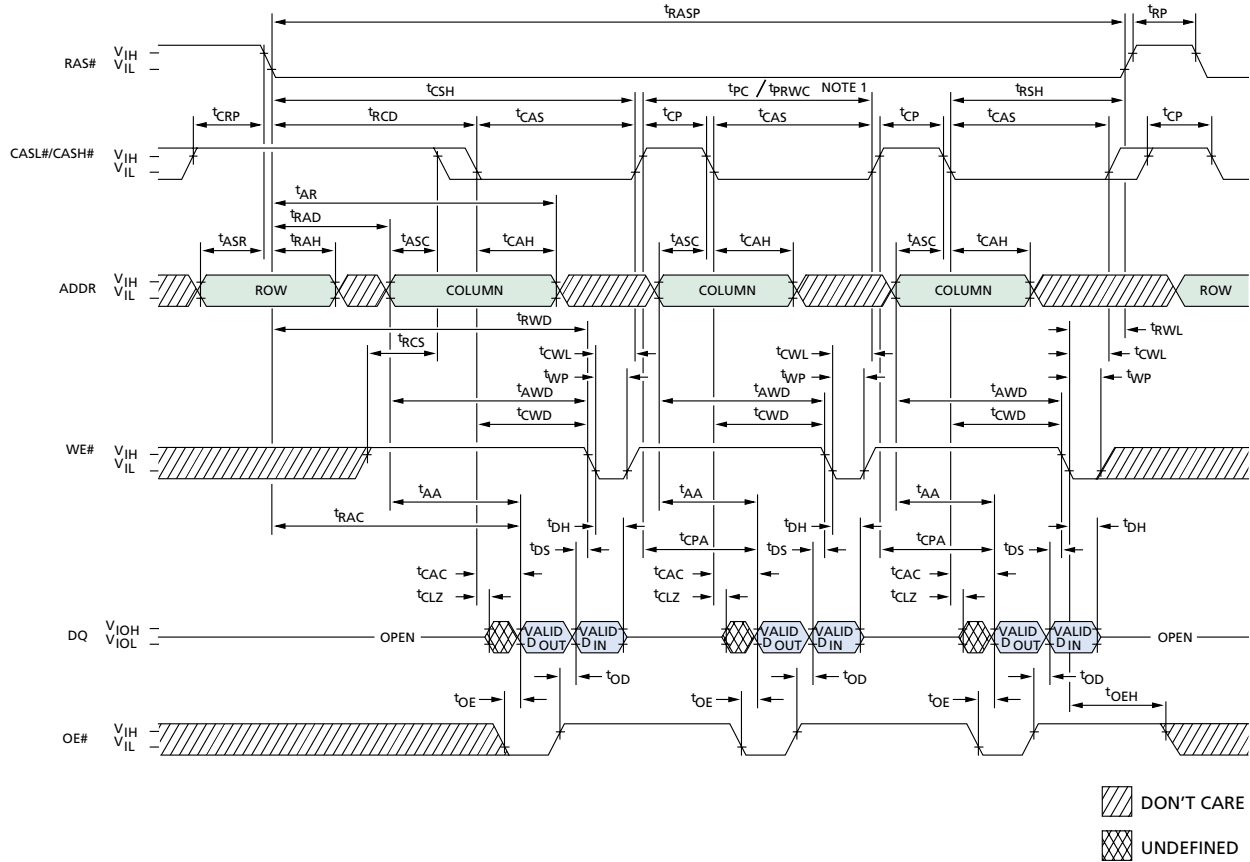 tRASP tRP
RAS# VIH VIL
tCSH tPC / tPRWC NOTE 1 tRSH
tCRP tRCD tCAS tCP tCAS tCP tCAS tCP
CASL#/CASH# VIH VIL
tAR
tRAD
tASR tRAH tASC tCAH tASC tCAH tASC tCAH
ADDR VIH VIL ROW COLUMN COLUMN COLUMN ROW
tRWD tRWL
tRCS tCWL tCWL tCWL
tWP tWP tWP
tAWD tAWD tAWD
tCWD tCWD tCWD
WE# VIH VIL
tAA tAA tAA
tRAC tDH tDH tDH
tCPA tCPA
tDS tDS tDS
tCAC tCAC tCAC
tCLZ tCLZ tCLZ
DQ VIOH VIOL OPEN VALID DOUT VALID DIN VALID DOUT VALID DIN VALID DOUT VALID DIN OPEN
tOD tOD tOD
tOE tOE tOE tOEH
OE# VIH VIL
DON'T CARE
UNDEFINED